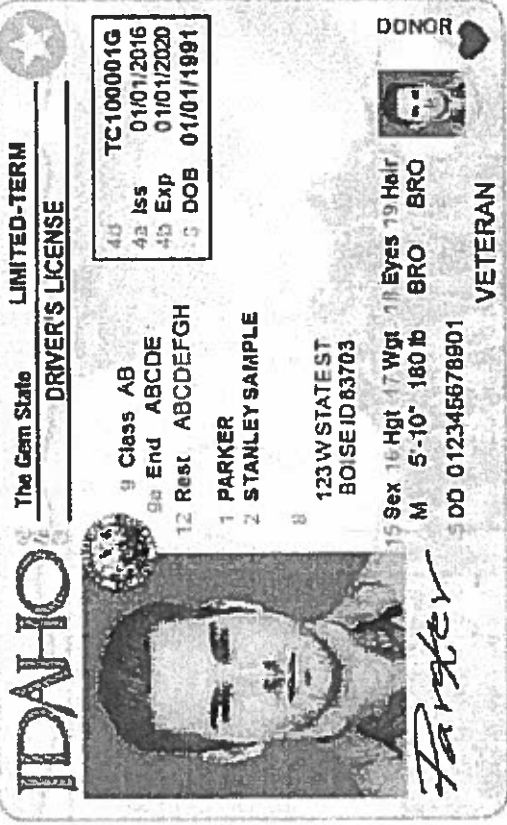 IDAHO
The Gem State LIMITED-TERM
DRIVER'S LICENSE
4d TC100001G
4a Iss 01/01/2016
4b Exp 01/01/2020
3 DOB 01/01/1991
9 Class AB
9a End ABCDE
12 Rest ABCDEFGH
1 PARKER
2 STANLEY SAMPLE
8
123 W STATE ST
BOISE ID 83703
15 Sex 16 Hgt 17 Wgt 18 Eyes 19 Hair
M 5'-10" 180 lb BRO BRO
5 DD 012345678901
VETERAN
DONOR
Parker